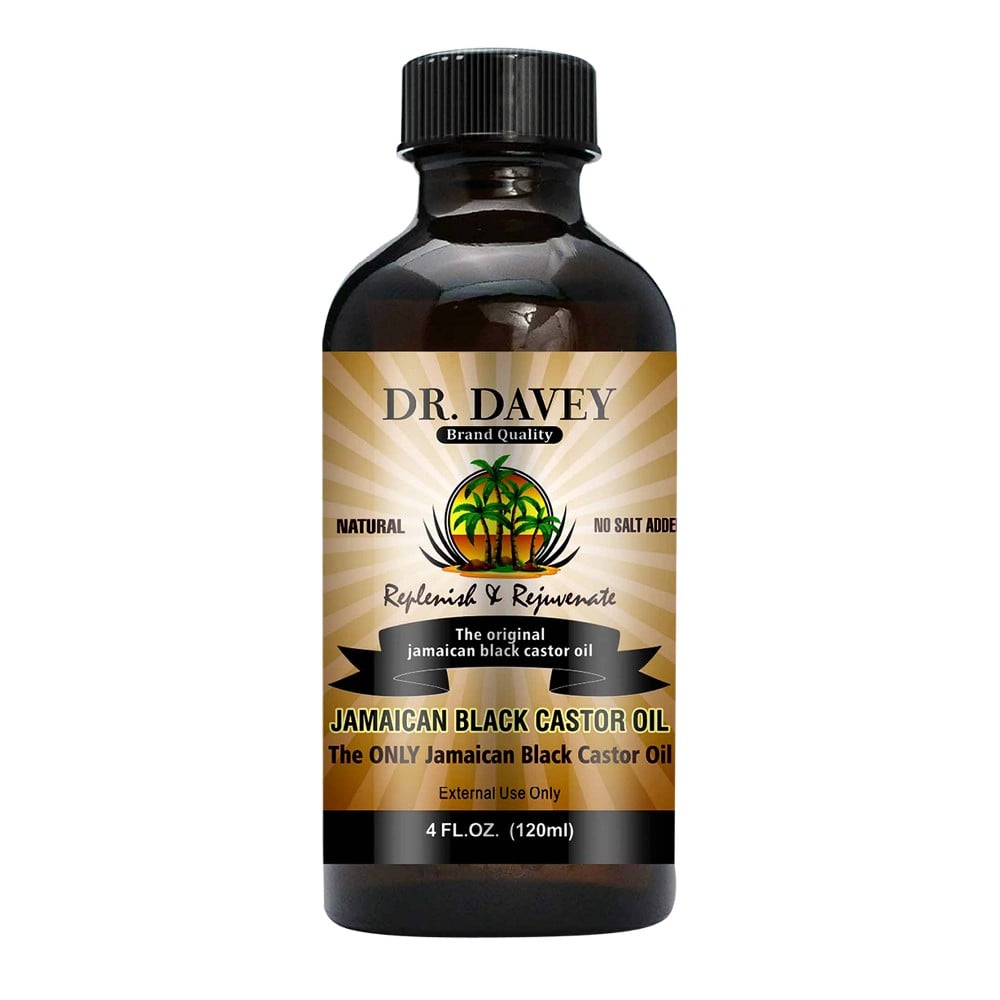 DR. DAVEY
Brand Quality
NATURAL
NO SALT ADDE
Replenish & Rejuvenate
The original
jamaican black castor oil
JAMAICAN BLACK CASTOR OIL
The ONLY Jamaican Black Castor Oil
External Use Only
4 FL.OZ. (120ml)